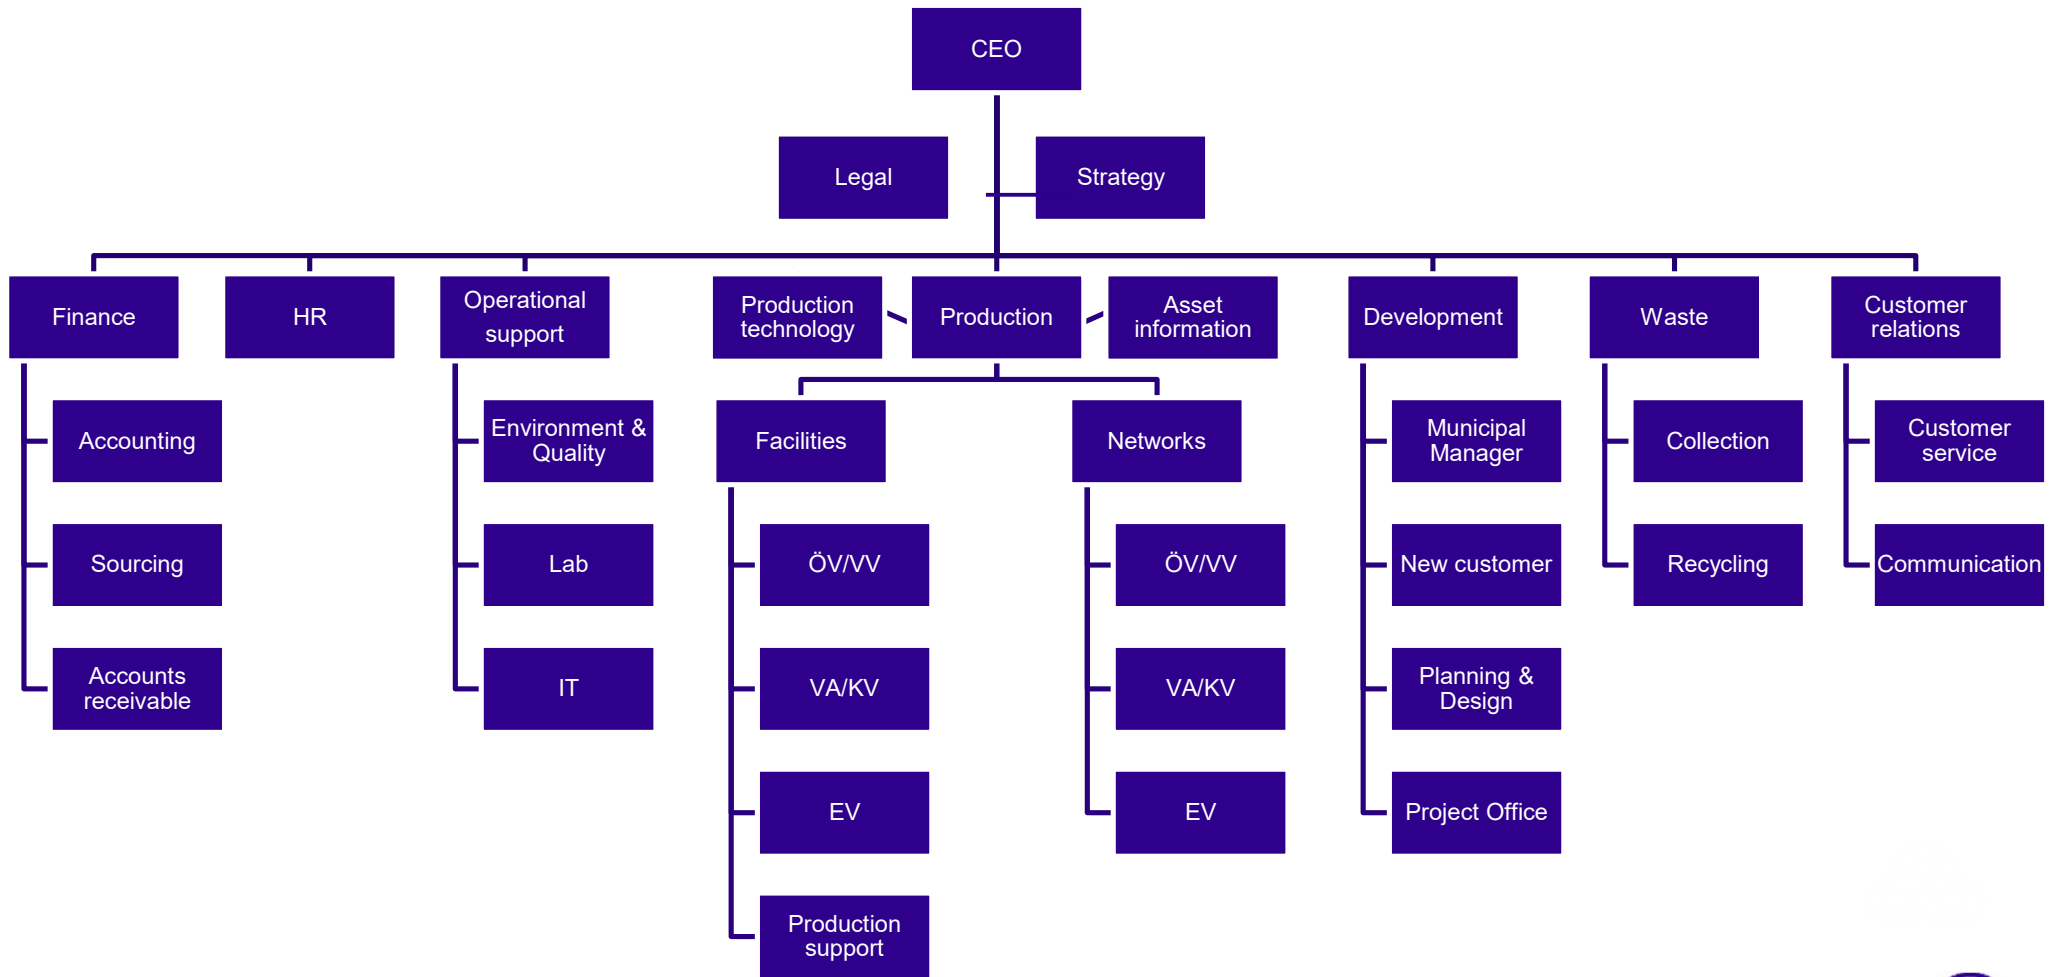 CEO
Legal
Strategy
Finance
HR
Operational
support
Production
technology
Production
Asset
information
Development
Waste
Customer
relations
Accounting
Environment &
Quality
Facilities
Networks
Municipal
Manager
Collection
Customer
service
Sourcing
Lab
ÖV/VV
ÖV/VV
New customer
Recycling
Communication
Accounts
receivable
IT
VA/KV
VA/KV
Planning &
Design
EV
EV
Project Office
Production
support